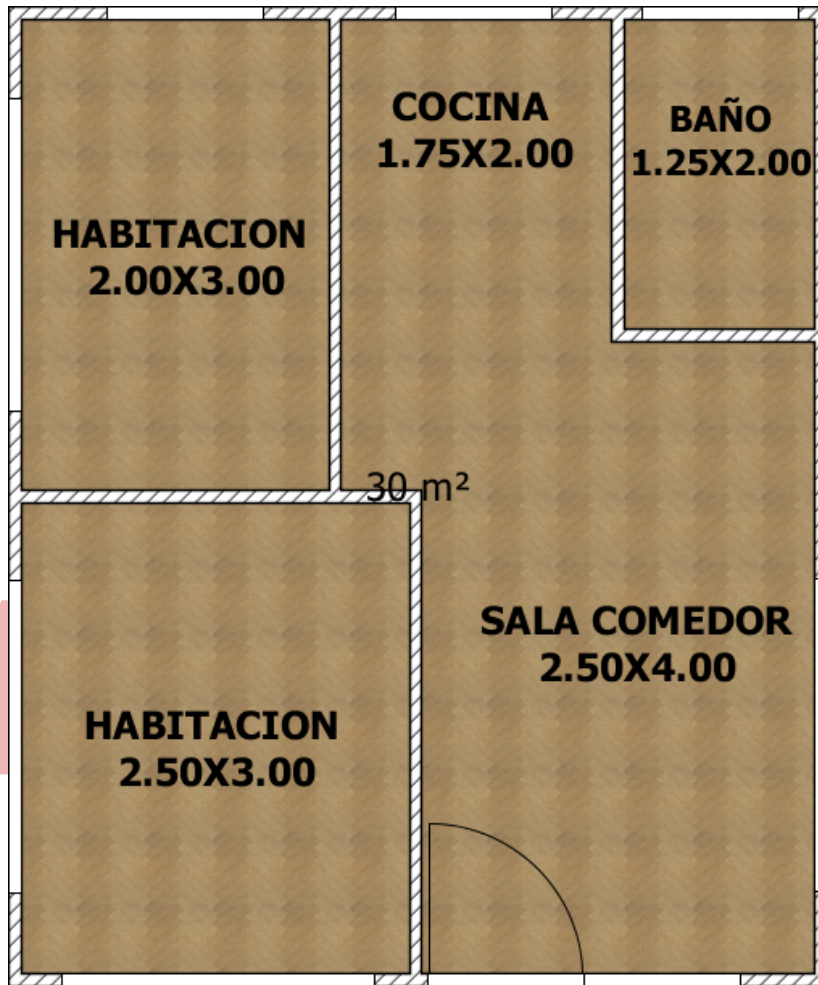 COCINA
1.75X2.00
BAÑO
1.25X2.00
HABITACION
2.00X3.00
30 m²
SALA COMEDOR
2.50X4.00
HABITACION
2.50X3.00